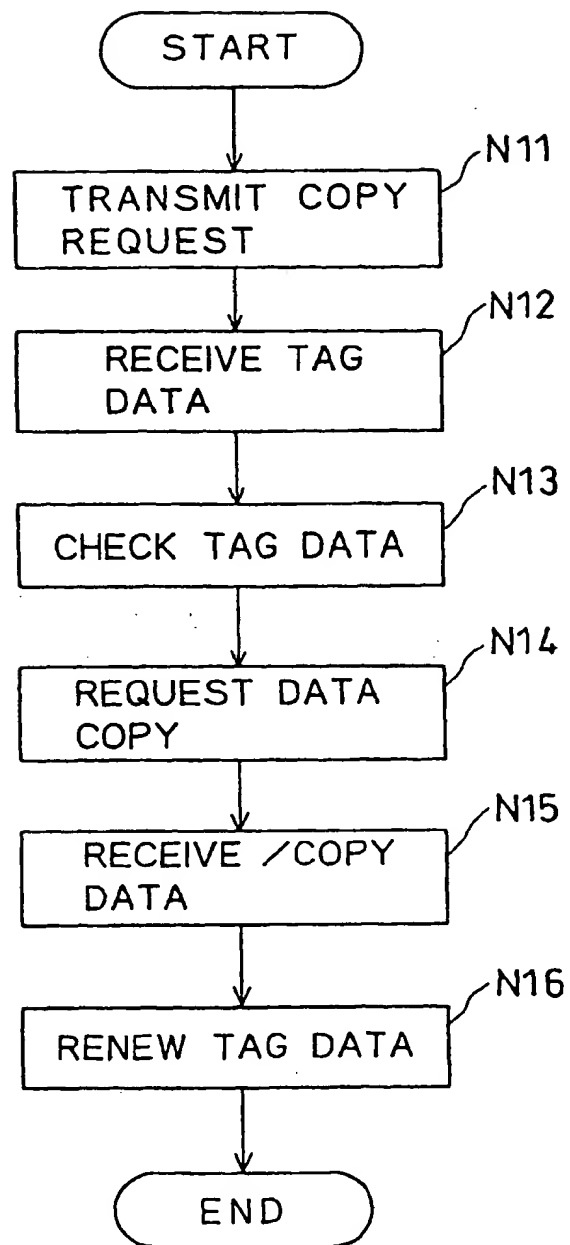 START
N11
TRANSMIT COPY
REQUEST
N12
RECEIVE TAG
DATA
N13
CHECK TAG DATA
N14
REQUEST DATA
COPY
N15
RECEIVE /COPY
DATA
N16
RENEW TAG DATA
END